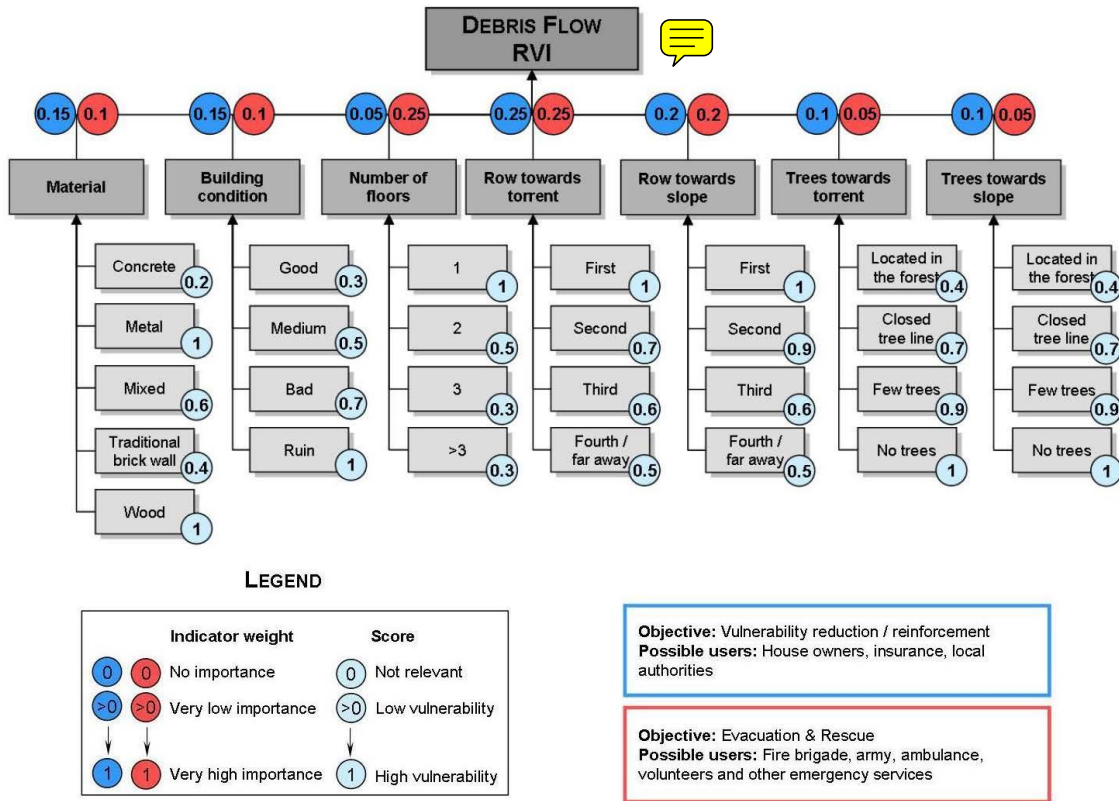 DEBRIS FLOW
RVI
0.15 0.1 0.15 0.1 0.05 0.25 0.25 0.25 0.2 0.2 0.1 0.05 0.1 0.05
Material
Building
condition
Number of
floors
Row towards
torrent
Row towards
slope
Trees towards
torrent
Trees towards
slope
Concrete
0.2
Metal
1
Mixed
0.6
Traditional
brick wall
0.4
Wood
1
Good
0.3
Medium
0.5
Bad
0.7
Ruin
1
1
1
2
0.5
3
0.3
>3
0.3
First
1
Second
0.7
Third
0.6
Fourth /
far away
0.5
First
1
Second
0.9
Third
0.6
Fourth /
far away
0.5
Located in
the forest
0.4
Closed
tree line
0.7
Few trees
0.9
No trees
1
Located in
the forest
0.4
Closed
tree line
0.7
Few trees
0.9
No trees
1
LEGEND
Indicator weight
0 0 No importance
>0 >0 Very low importance
1 1 Very high importance
Score
0 Not relevant
>0 Low vulnerability
1 High vulnerability
Objective: Vulnerability reduction / reinforcement
Possible users: House owners, insurance, local
authorities
Objective: Evacuation & Rescue
Possible users: Fire brigade, army, ambulance,
volunteers and other emergency services